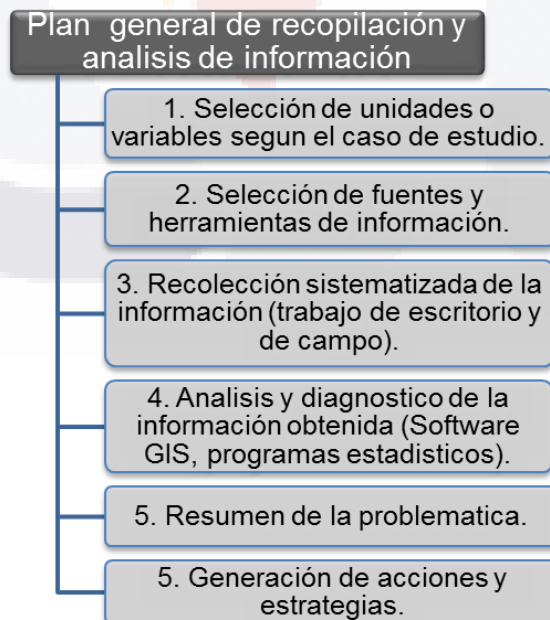 Plan general de recopilación y
analisis de información
1. Selección de unidades o
variables segun el caso de estudio.
2. Selección de fuentes y
herramientas de información.
3. Recolección sistematizada de la
información (trabajo de escritorio y
de campo).
4. Analisis y diagnostico de la
información obtenida (Software
GIS, programas estadisticos).
5. Resumen de la problematica.
5. Generación de acciones y
estrategias.